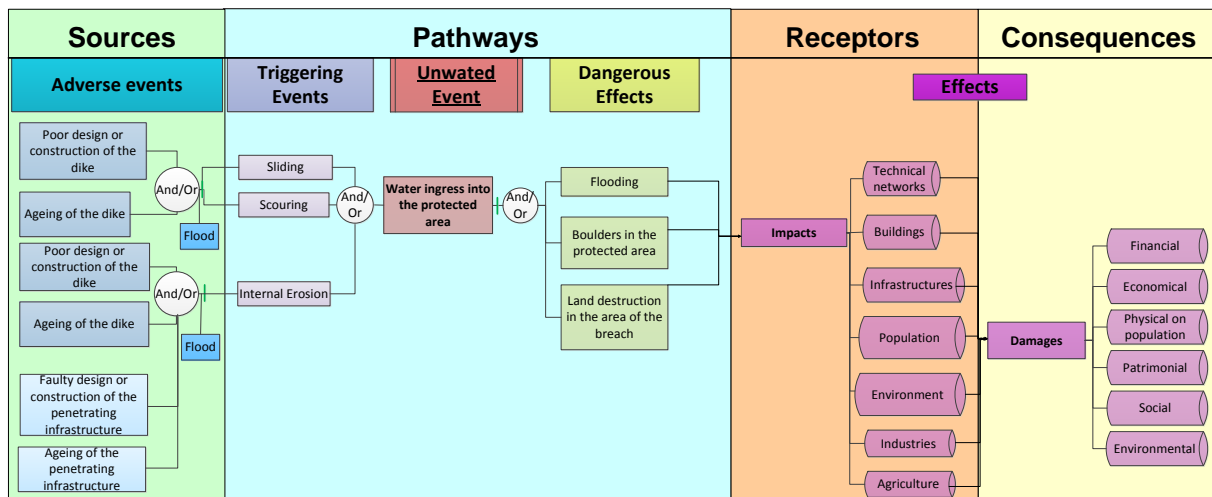 Sources
Pathways
Receptors
Consequences
Adverse events
Triggering
Events
Unwated
Event
Dangerous
Effects
Effects
Poor design or
construction of the
dike
And/Or
Ageing of the dike
Flood
Poor design or
construction of the
dike
And/Or
Ageing of the dike
Flood
Faulty design or
construction of the
penetrating
infrastructure
Ageing of the
penetrating
infrastructure
Sliding
Scouring
Internal Erosion
And/
Or
Water ingress into
the protected
area
And/
Or
Flooding
Boulders in the
protected area
Land destruction
in the area of the
breach
Impacts
Technical
networks
Buildings
Infrastructures
Population
Environment
Industries
Agriculture
Damages
Financial
Economical
Physical on
population
Patrimonial
Social
Environmental